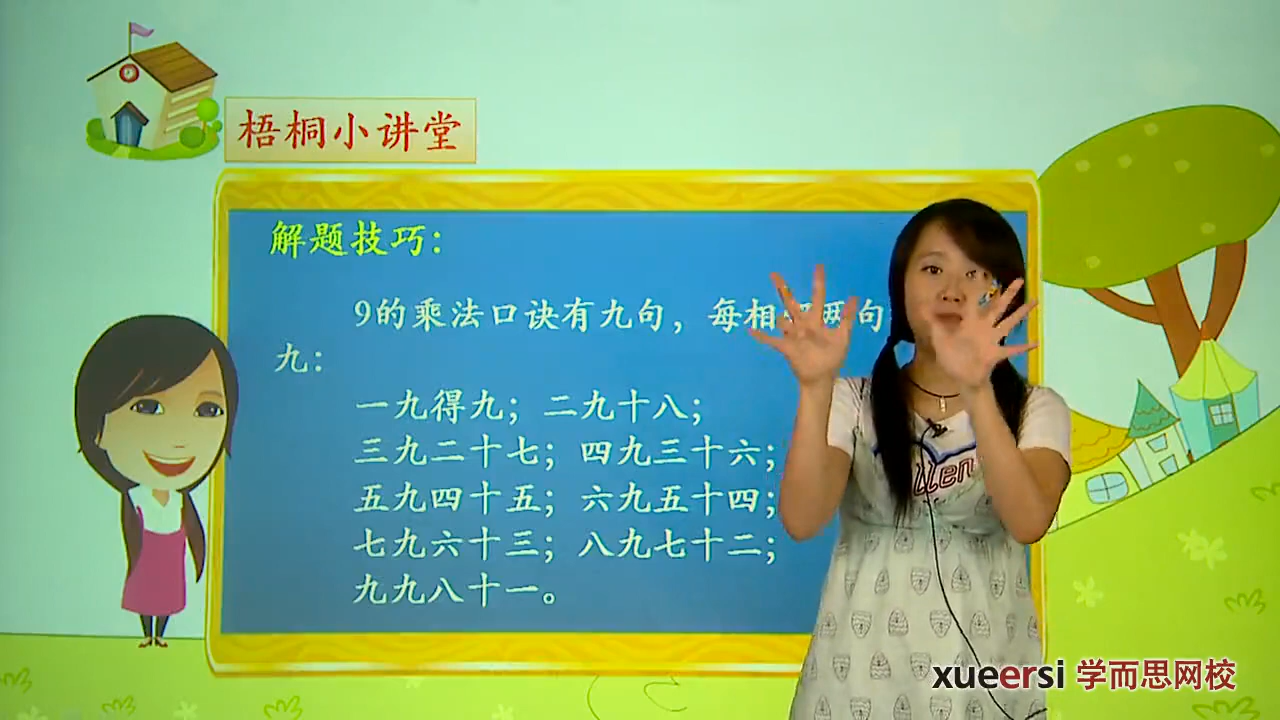 梧桐小讲堂
解题技巧:
9的乘法口诀有九句，每相邻两句
九:
一九得九；二九十八；
三九二十七；四九三十六；
五九四十五；六九五十四；
七九六十三；八九七十二；
九九八十一。
xueersi 学而思网校